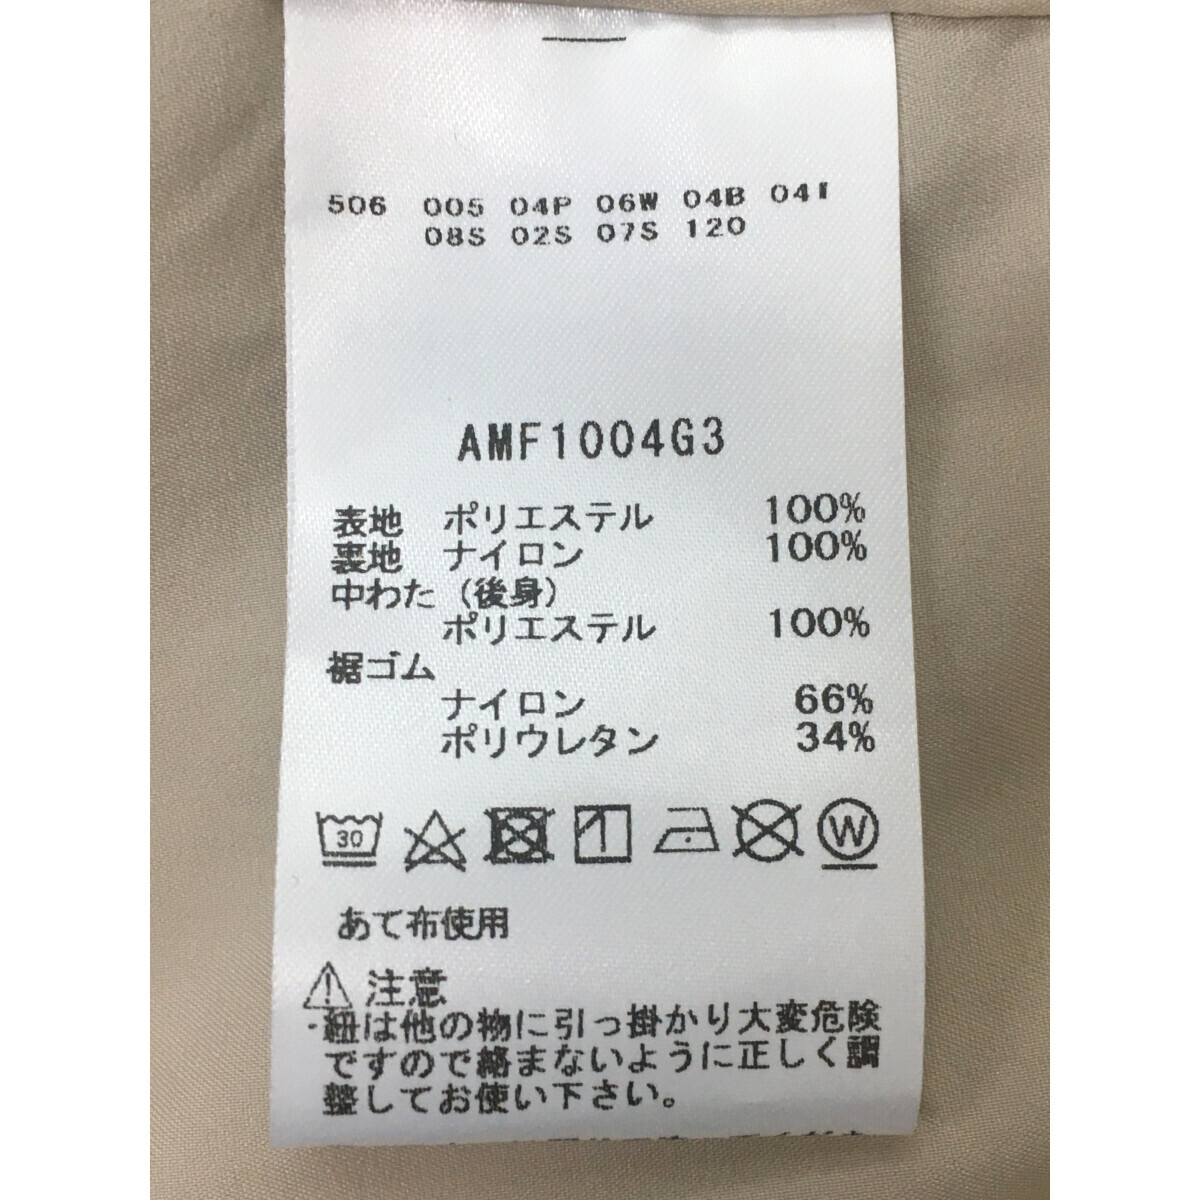 506 005 04P 06W 04B 04I
08S 02S 07S 120
AMF1004G3
表地 ポリエステル 100%
裏地 ナイロン 100%
中わた（後身）
ポリエステル 100%
裾ゴム
ナイロン 66%
ポリウレタン 34%
30 W
あて布使用
注意
・紐は他の物に引っ掛かり大変危険
ですので絡まないように正しく調
整してお使い下さい。